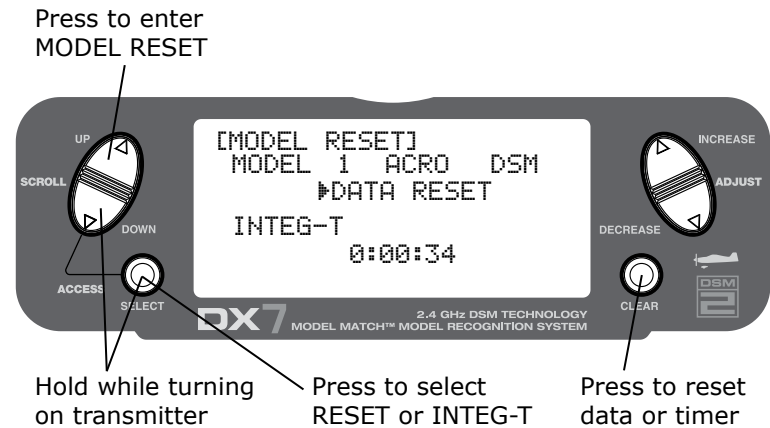 Press to enter
MODEL RESET
UP
SCROLL
DOWN
ACCESS
SELECT
[MODEL RESET]
MODEL 1 ACRO DSM
DATA RESET
INTEG-T
0:00:34
INCREASE
ADJUST
DECREASE
CLEAR
DSM
2
DX7
2.4 GHz DSM TECHNOLOGY
MODEL MATCH™ MODEL RECOGNITION SYSTEM
Hold while turning
on transmitter
Press to select
RESET or INTEG-T
Press to reset
data or timer